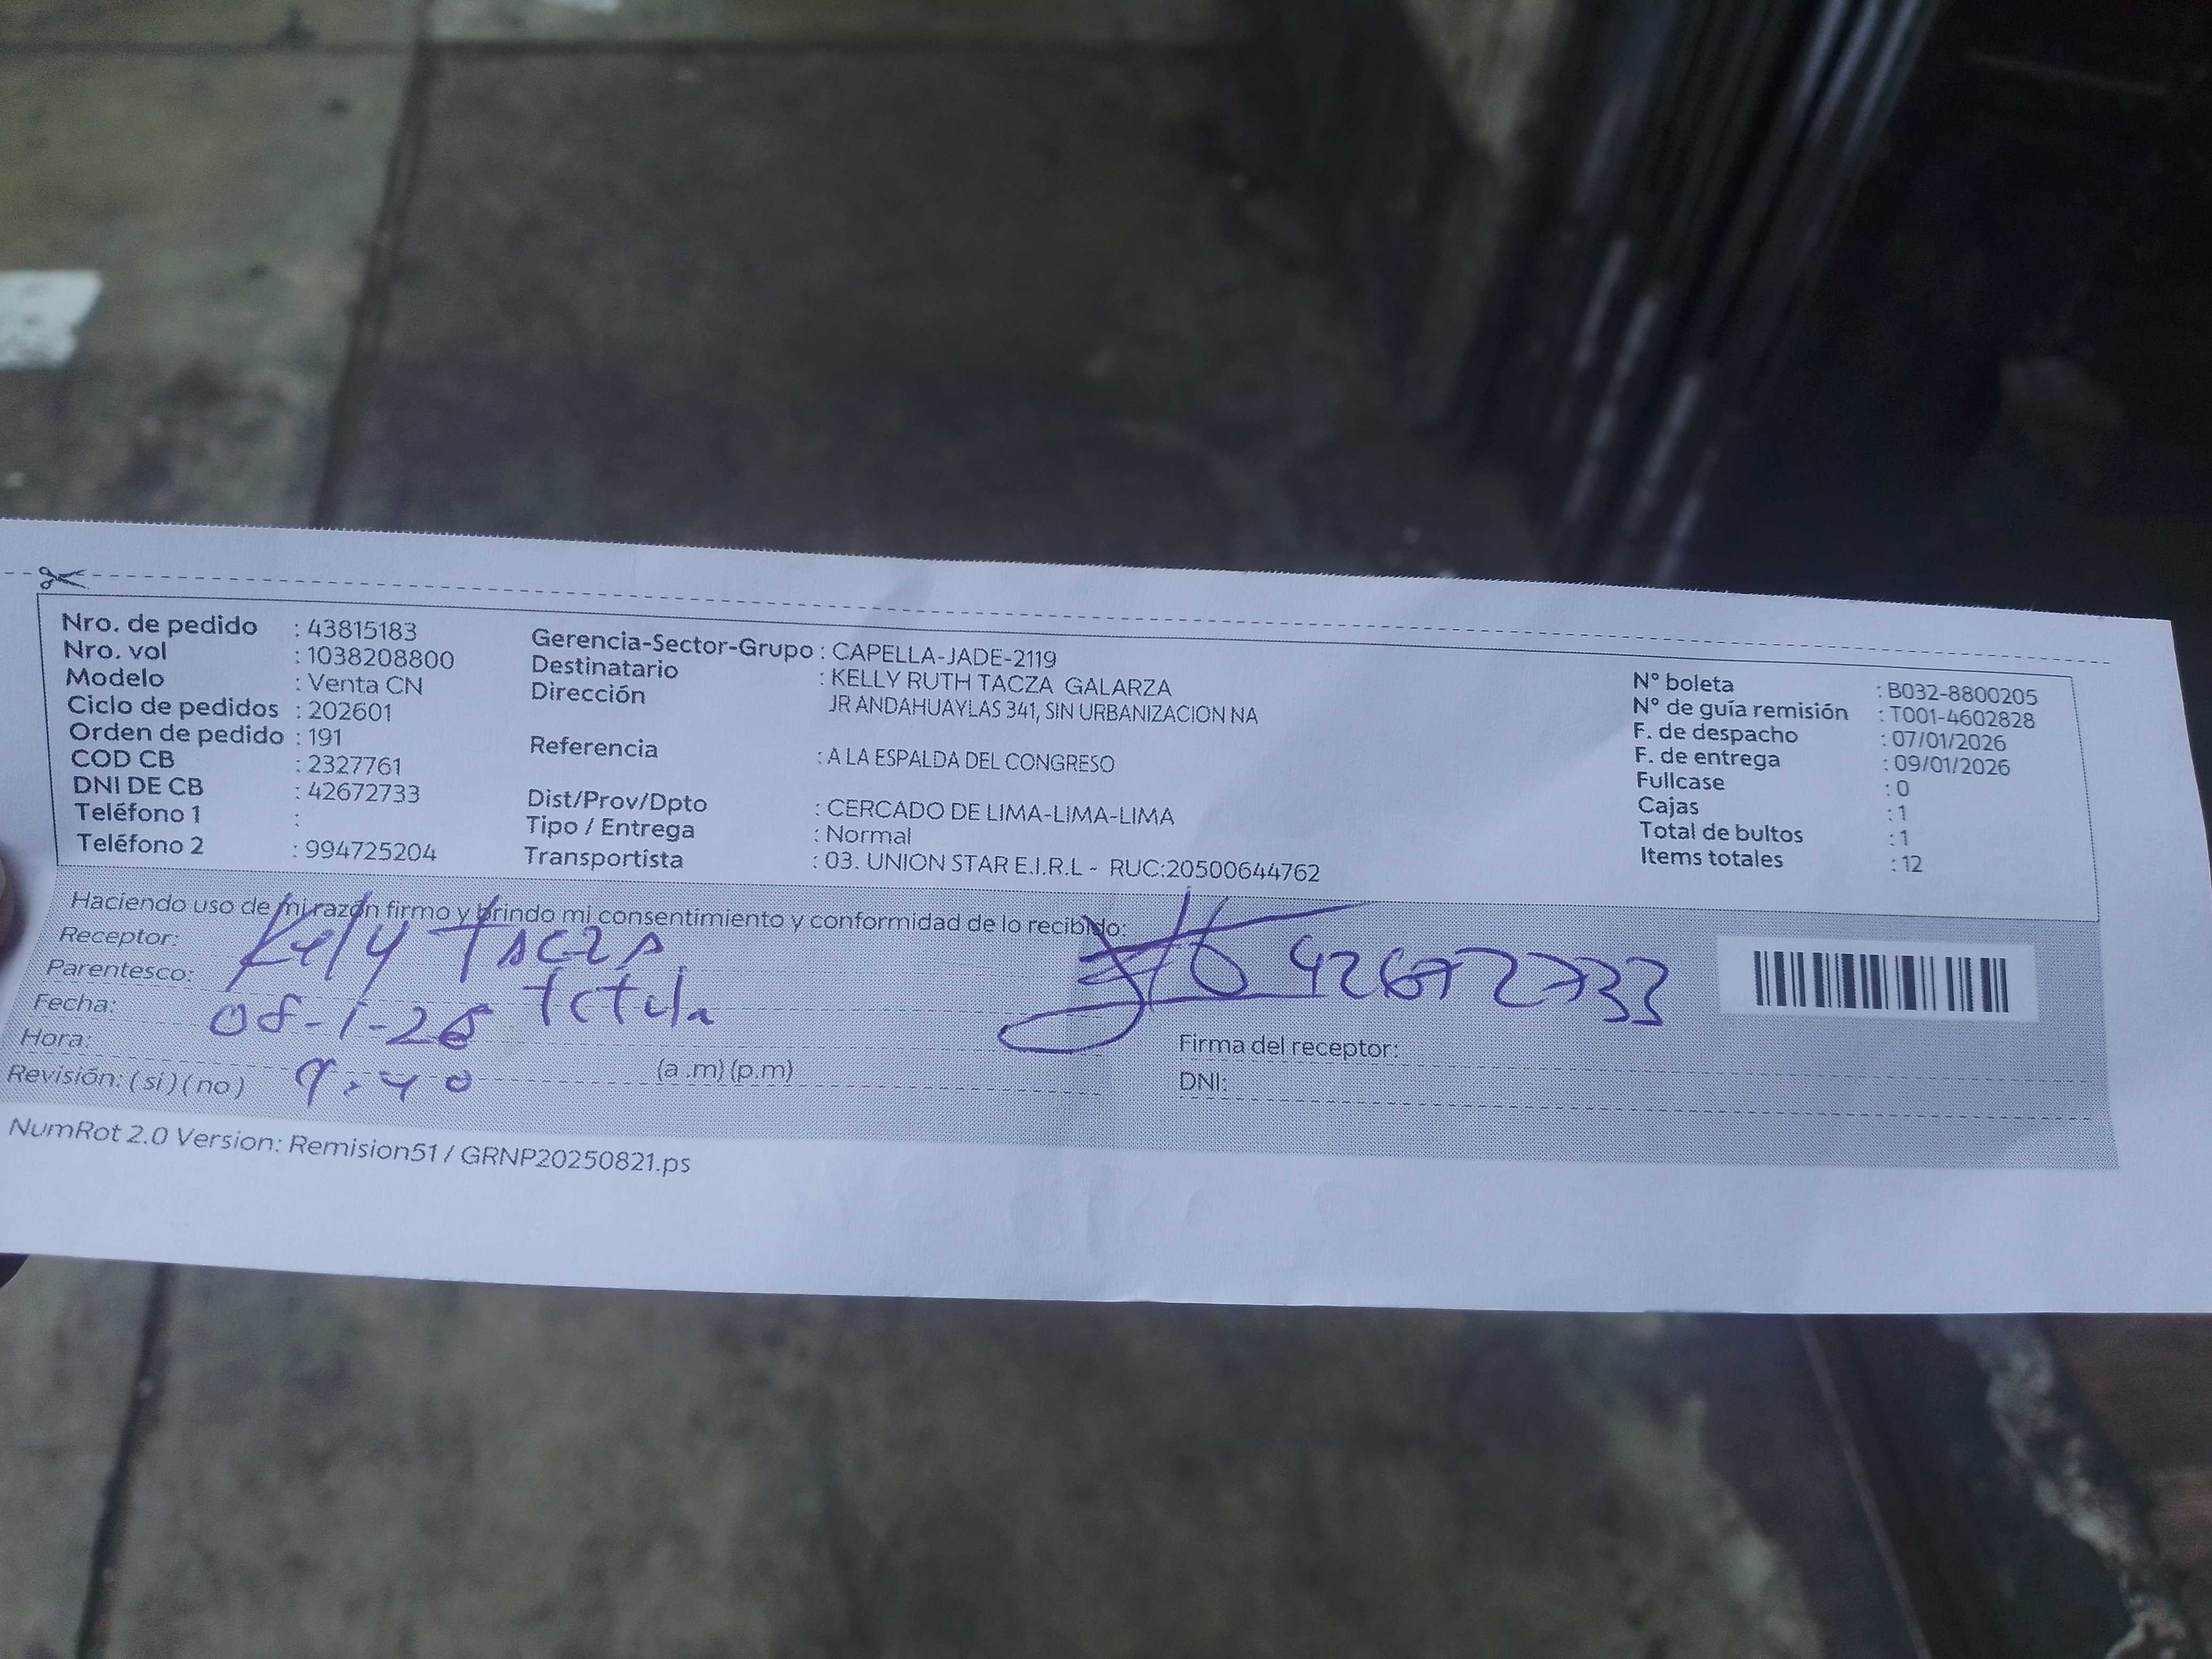 Nro. de pedido : 43815183
Nro. vol : 1038208800
Modelo : Venta CN
Ciclo de pedidos : 202601
Orden de pedido : 191
COD CB : 2327761
DNI DE CB : 42672733
Teléfono 1 :
Teléfono 2 : 994725204
Gerencia-Sector-Grupo : CAPELLA-JADE-2119
Destinatario : KELLY RUTH TACZA GALARZA
Dirección JR ANDAHUAYLAS 341, SIN URBANIZACION NA
Referencia : A LA ESPALDA DEL CONGRESO
Dist/Prov/Dpto : CERCADO DE LIMA-LIMA-LIMA
Tipo / Entrega : Normal
Transportista : 03. UNION STAR E.I.R.L - RUC:20500644762
N° boleta : B032-8800205
N° de guía remisión : T001-4602828
F. de despacho : 07/01/2026
F. de entrega : 09/01/2026
Fullcase : 0
Cajas : 1
Total de bultos : 1
Items totales : 12
Haciendo uso de mi razón firmo y brindo mi consentimiento y conformidad de lo recibido:
Receptor: Kelly Tacza
Parentesco:
Fecha:
Hora: (a .m) (p.m)
Revisión: ( si ) ( no ) 9:40
42672733
Firma del receptor:
DNI:
NumRot 2.0 Version: Remision51 / GRNP20250821.ps